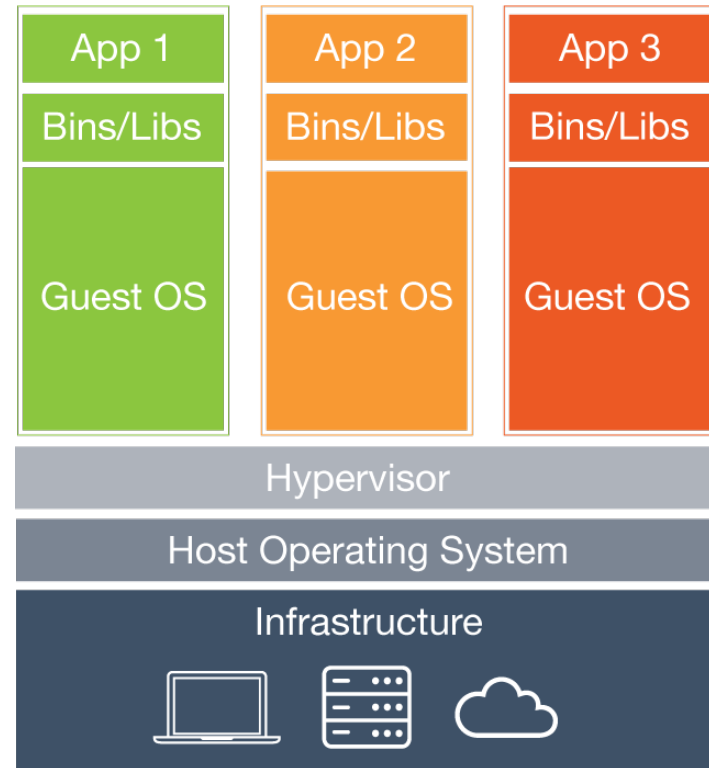 App 1
App 2
App 3
Bins/Libs
Bins/Libs
Bins/Libs
Guest OS
Guest OS
Guest OS
Hypervisor
Host Operating System
Infrastructure